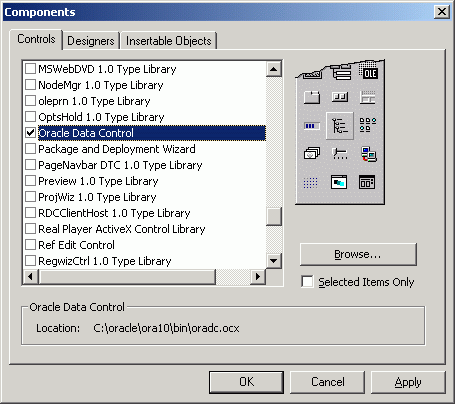 Components
Controls Designers Insertable Objects
MSWebDVD 1.0 Type Library
NodeMgr 1.0 Type Library
oleprn 1.0 Type Library
OptsHold 1.0 Type Library
Oracle Data Control
Package and Deployment Wizard
PageNavbar DTC 1.0 Type Library
Preview 1.0 Type Library
ProjWiz 1.0 Type Library
RDCClientHost 1.0 Type Library
Real Player ActiveX Control Library
Ref Edit Control
RegwizCtrl 1.0 Type Library
OLE
Browse...
Selected Items Only
Oracle Data Control
Location: C:\oracle\ora10\bin\oradc.ocx
OK Cancel Apply